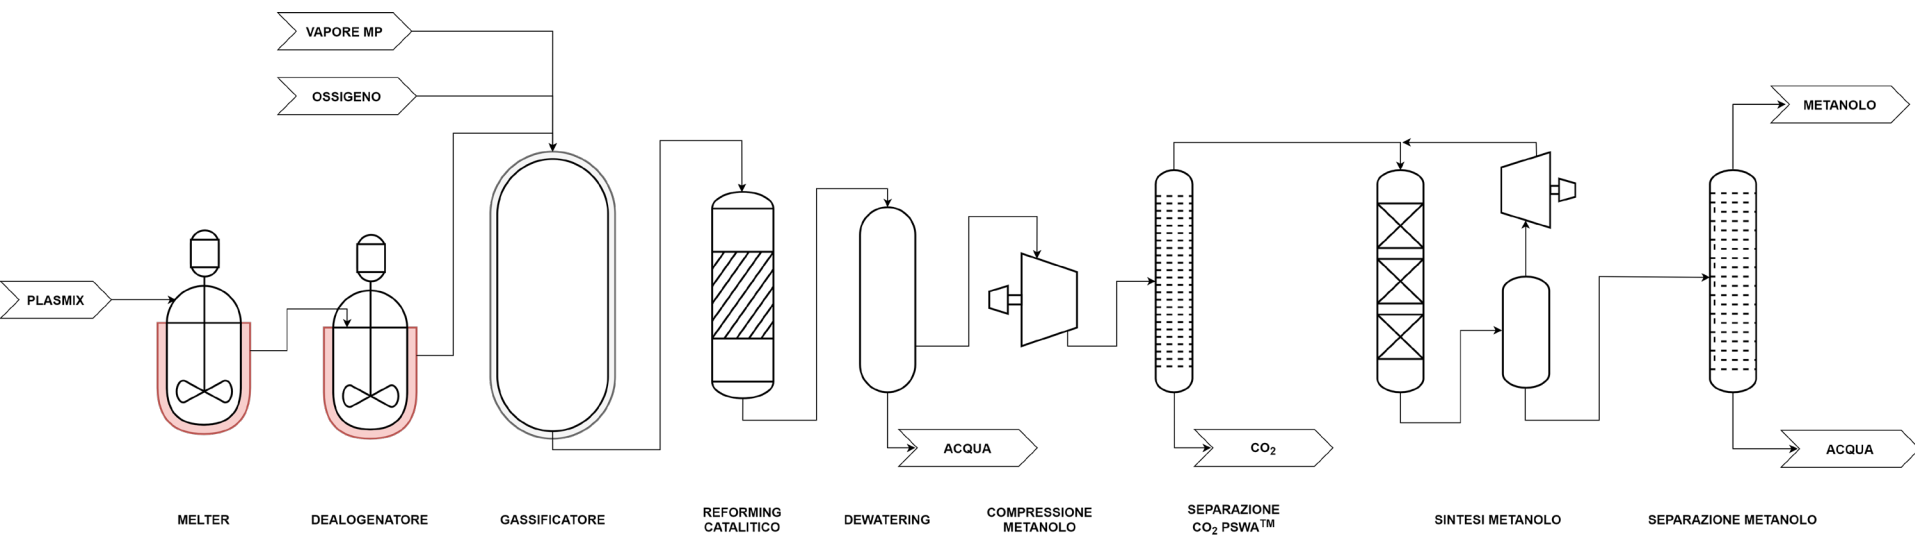 VAPORE MP
OSSIGENO
PLASMIX
METANOLO
ACQUA
CO₂
ACQUA
MELTER
DEALOGENATORE
GASSIFICATORE
REFORMING
CATALITICO
DEWATERING
COMPRESSIONE
METANOLO
SEPARAZIONE
CO₂ PSWA™
SINTESI METANOLO
SEPARAZIONE METANOLO